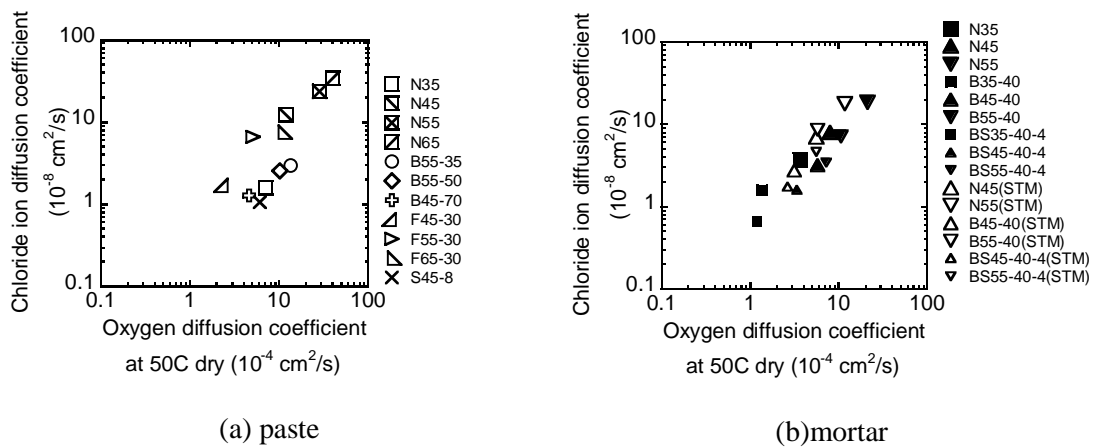 Chloride ion diffusion coefficient
(10⁻⁸ cm²/s)
100
10
1
0.1
0.1
1
10
100
Oxygen diffusion coefficient
at 50C dry (10⁻⁴ cm²/s)
N35
N45
N55
N65
B55-35
B55-50
B45-70
F45-30
F55-30
F65-30
S45-8
(a) paste
Chloride ion diffusion coefficient
(10⁻⁸ cm²/s)
100
10
1
0.1
0.1
1
10
100
Oxygen diffusion coefficient
at 50C dry (10⁻⁴ cm²/s)
N35
N45
N55
B35-40
B45-40
B55-40
BS35-40-4
BS45-40-4
BS55-40-4
N45(STM)
N55(STM)
B45-40(STM)
B55-40(STM)
BS45-40-4(STM)
BS55-40-4(STM)
(b)mortar